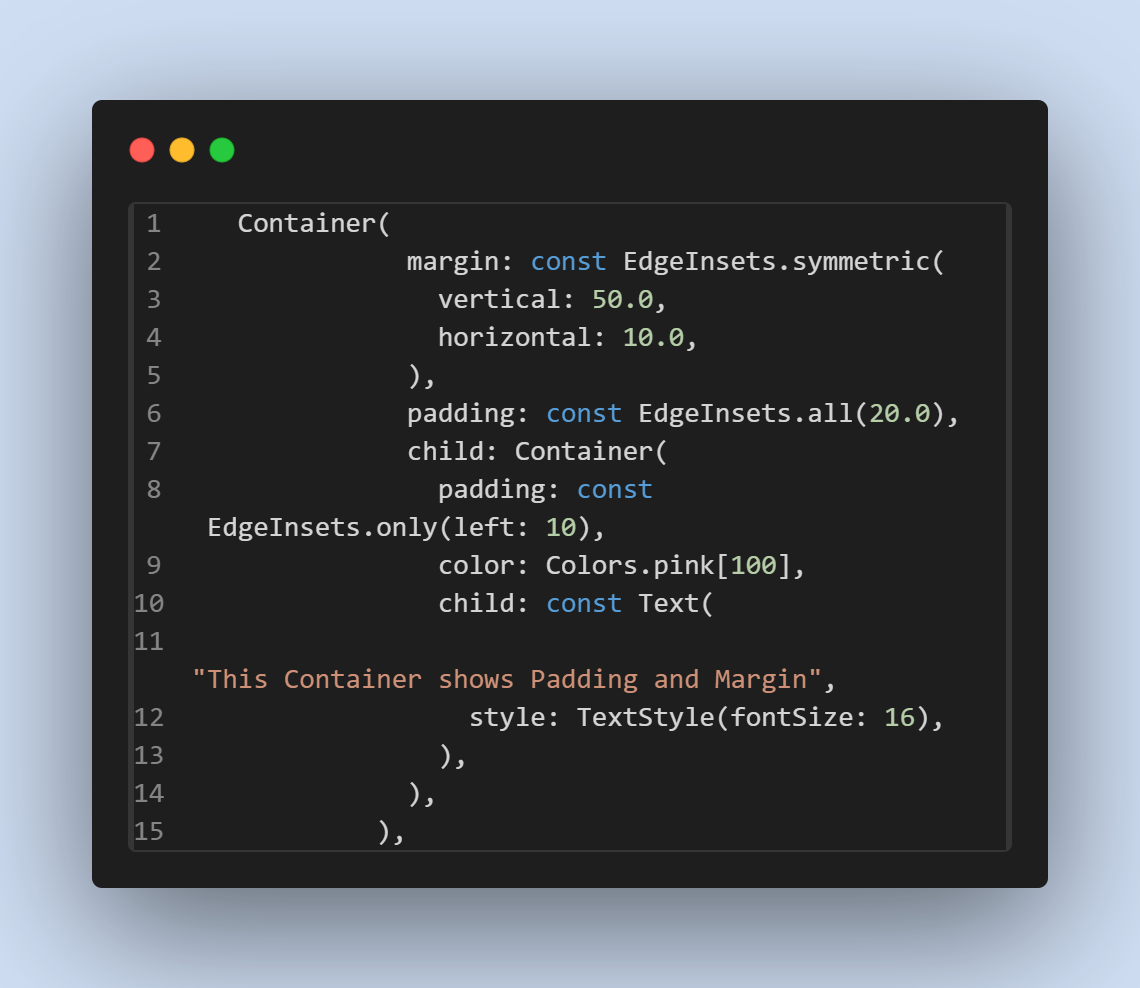 1 Container(
2 margin: const EdgeInsets.symmetric(
3 vertical: 50.0,
4 horizontal: 10.0,
5 ),
6 padding: const EdgeInsets.all(20.0),
7 child: Container(
8 padding: const
EdgeInsets.only(left: 10),
9 color: Colors.pink[100],
10 child: const Text(
11
"This Container shows Padding and Margin",
12 style: TextStyle(fontSize: 16),
13 ),
14 ),
15 ),